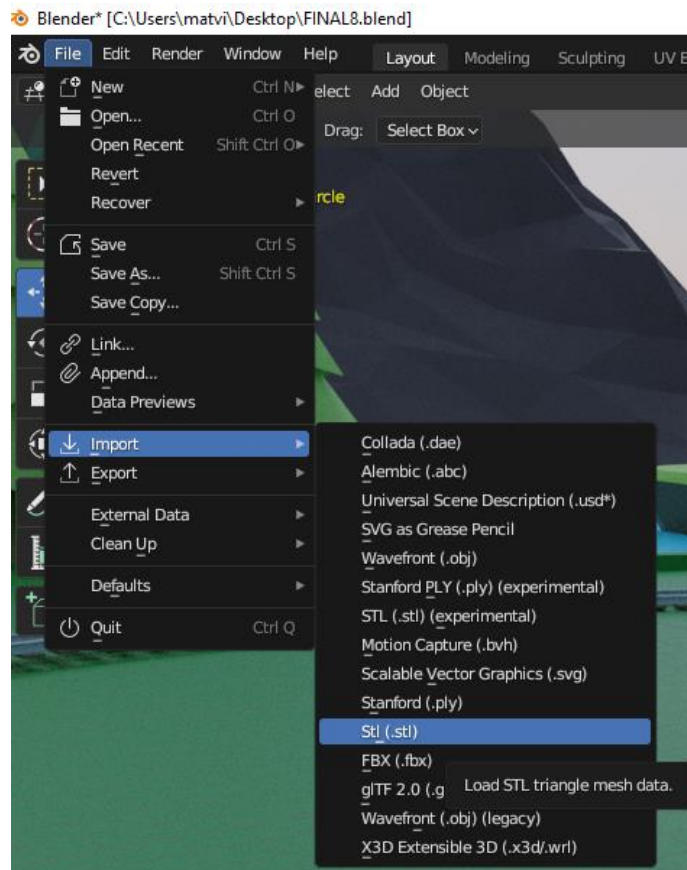 Blender* [C:\Users\matvi\Desktop\FINAL8.blend]
File Edit Render Window Help Layout Modeling Sculpting UV E
New Ctrl N elect Add Object
Open... Ctrl O
Drag: Select Box
Open Recent Shift Ctrl O
Revert
Recover rcle
Save Ctrl S
Save As... Shift Ctrl S
Save Copy...
Link...
Append...
Data Previews
Import
Export
External Data
Clean Up
Defaults
Quit Ctrl Q
Collada (.dae)
Alembic (.abc)
Universal Scene Description (.usd*)
SVG as Grease Pencil
Wavefront (.obj)
Stanford PLY (.ply) (experimental)
STL (.stl) (experimental)
Motion Capture (.bvh)
Scalable Vector Graphics (.svg)
Stanford (.ply)
Stl (.stl)
FBX (.fbx)
glTF 2.0 (.g
Load STL triangle mesh data.
Wavefront (.obj) (legacy)
X3D Extensible 3D (.x3d/.wrl)